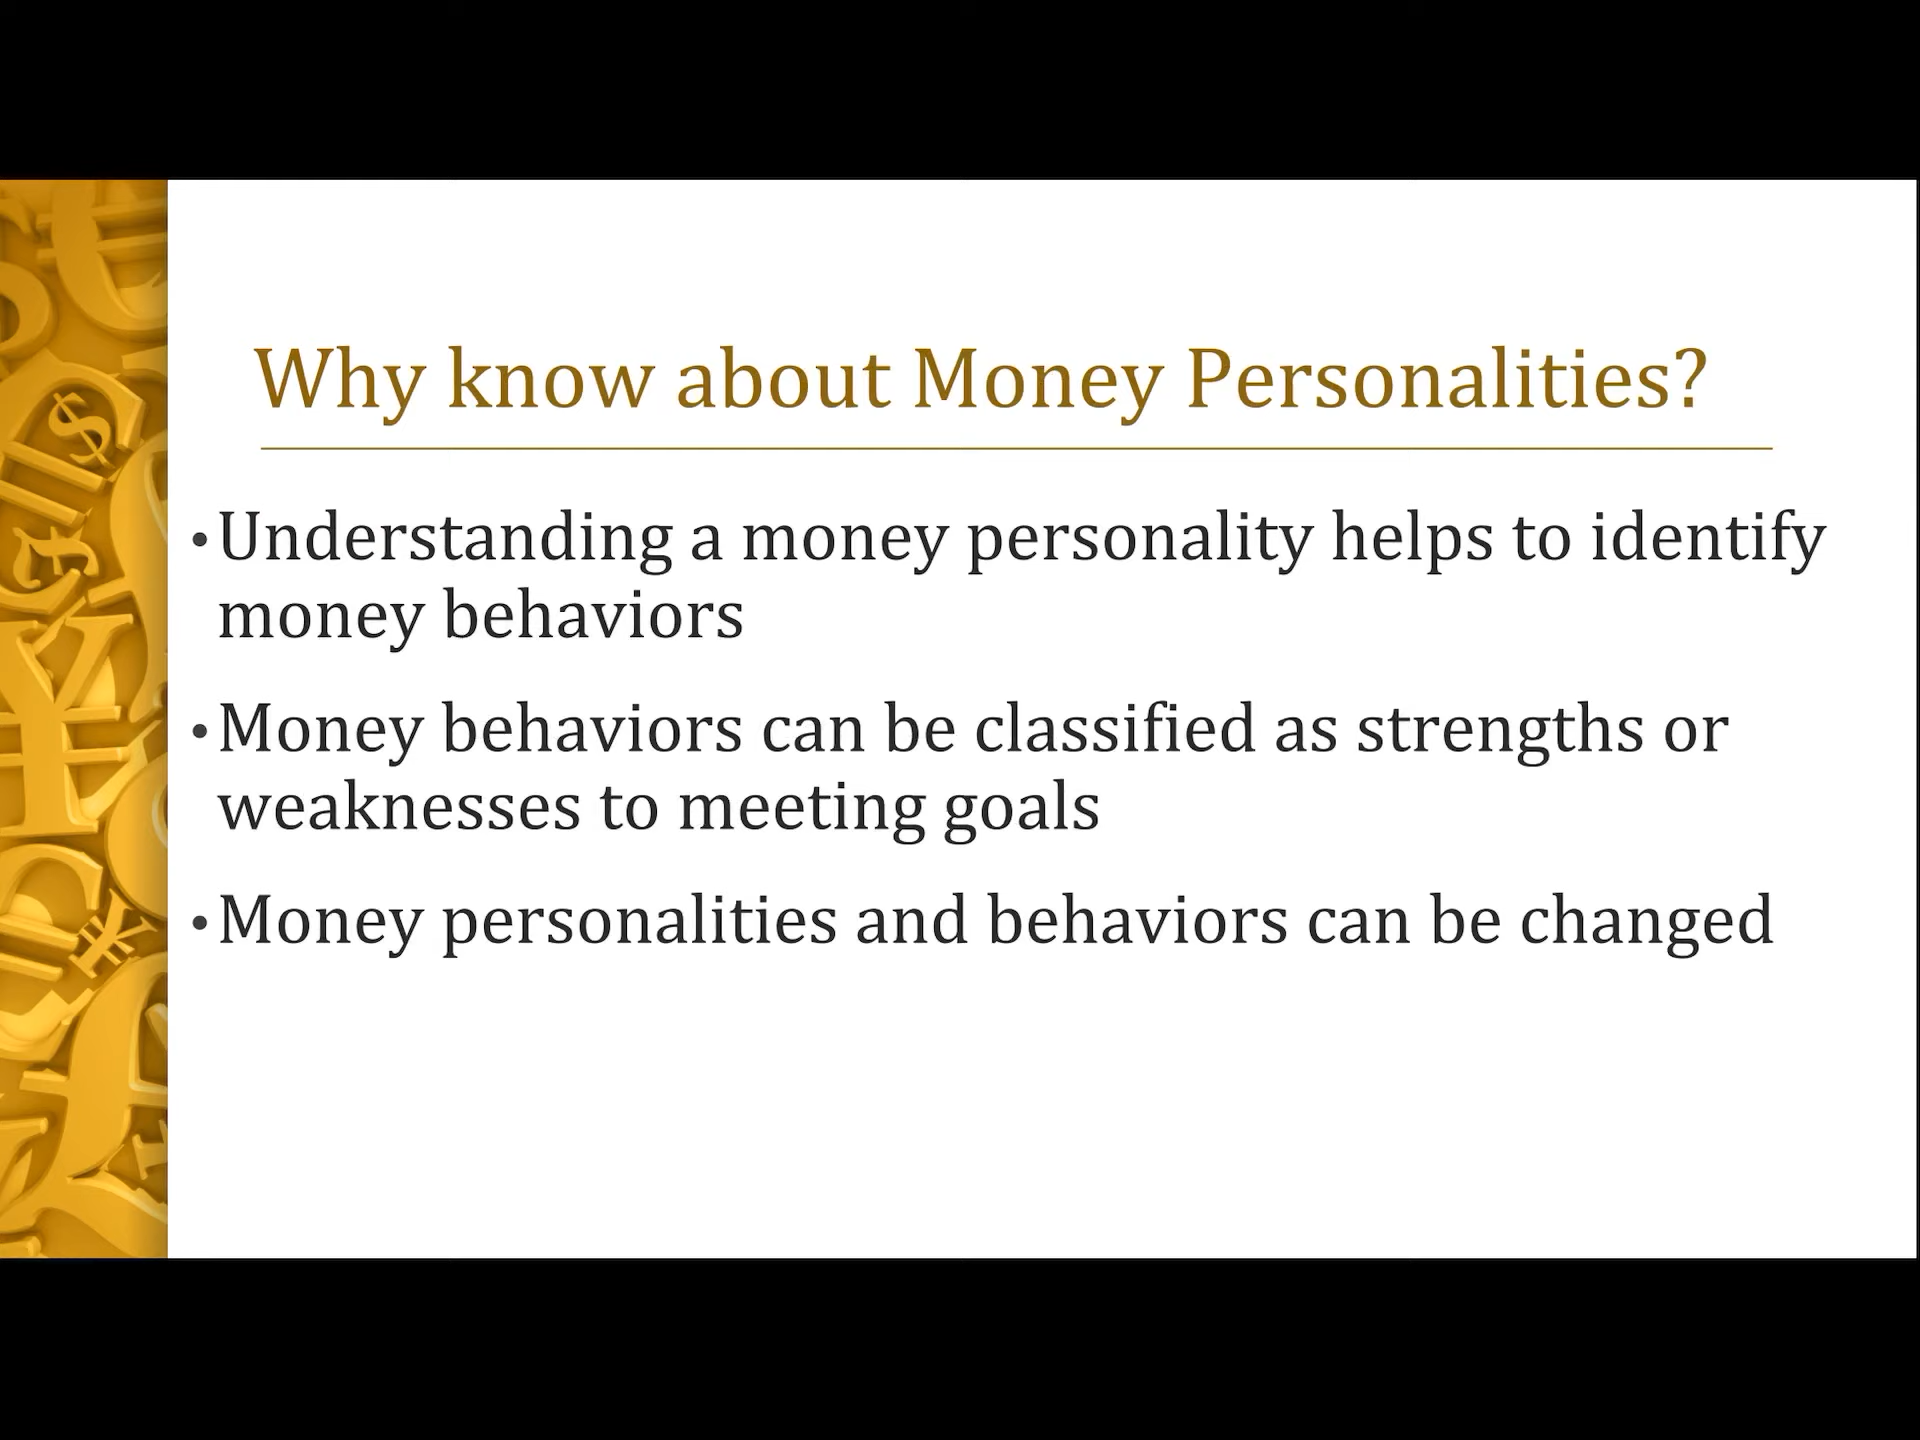 Why know about Money Personalities?
•Understanding a money personality helps to identify
money behaviors
•Money behaviors can be classified as strengths or
weaknesses to meeting goals
•Money personalities and behaviors can be changed